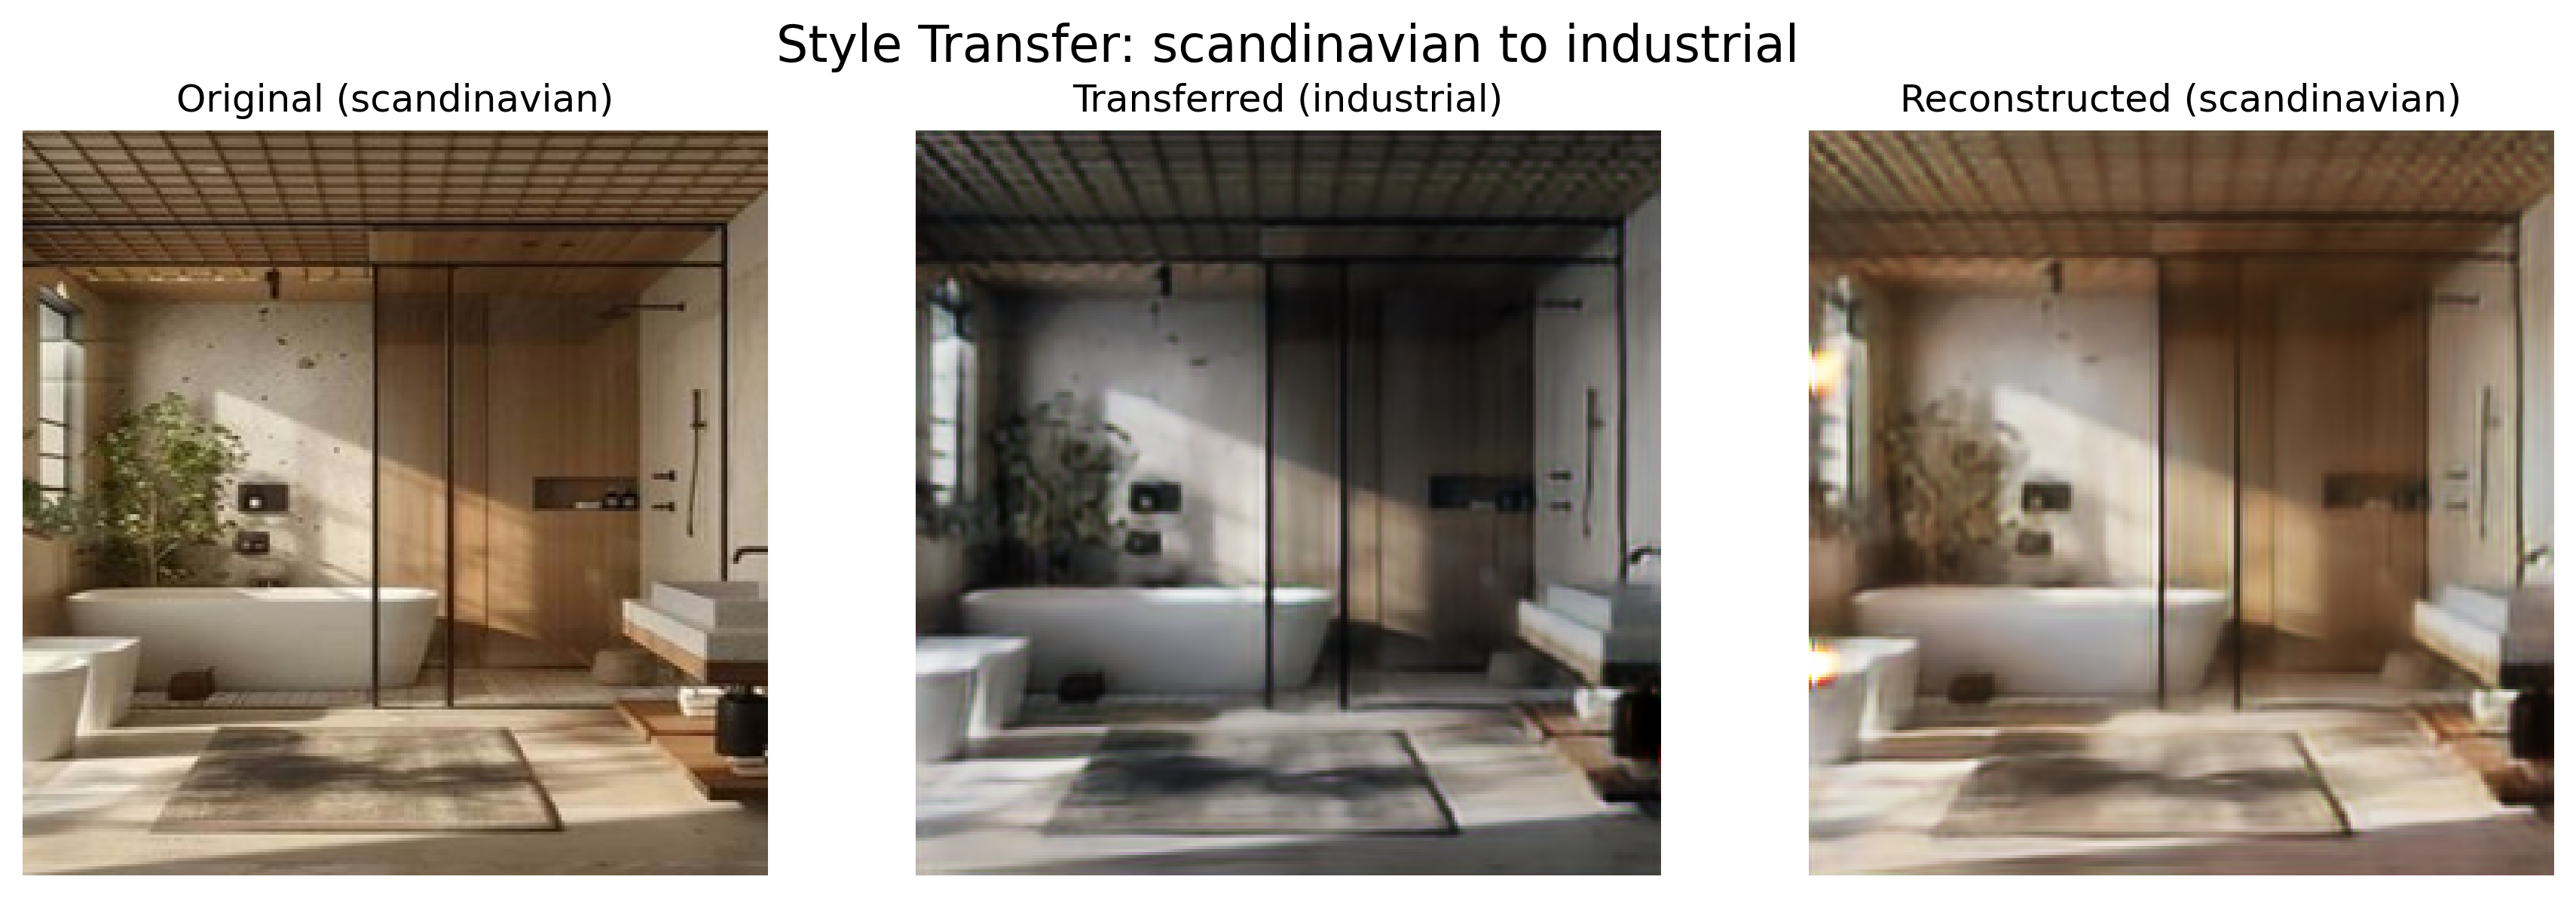 Style Transfer: scandinavian to industrial
Original (scandinavian)
Transferred (industrial)
Reconstructed (scandinavian)